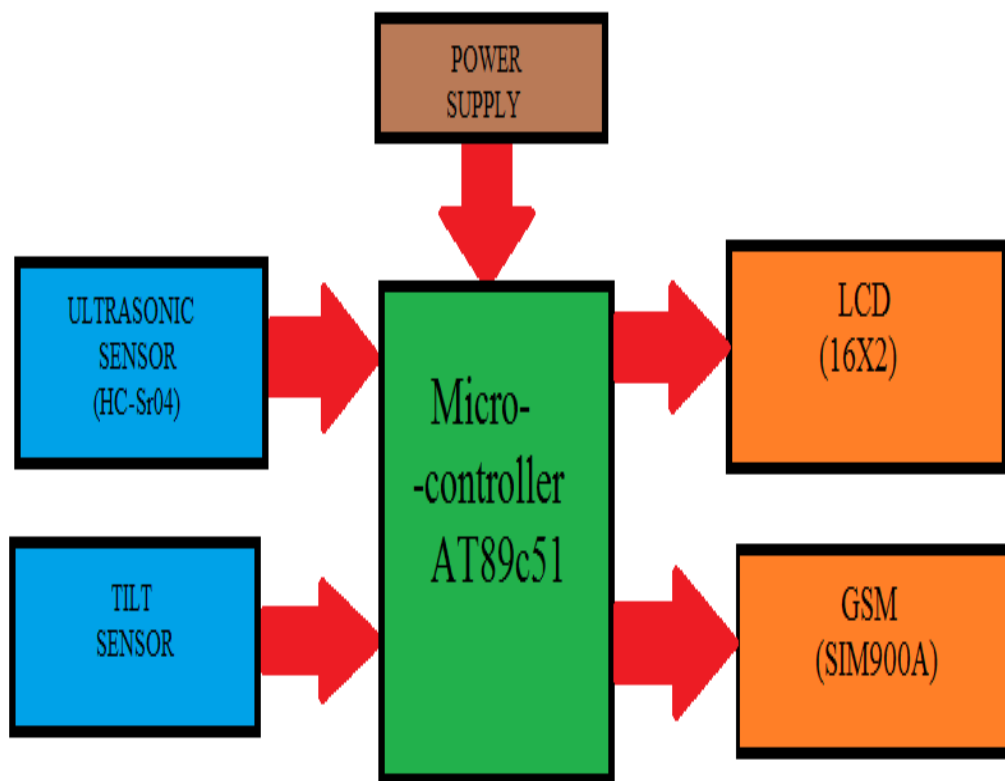 POWER
SUPPLY
ULTRASONIC
SENSOR
(HC-Sr04)
Micro-
-controller
AT89c51
LCD
(16X2)
TILT
SENSOR
GSM
(SIM900A)